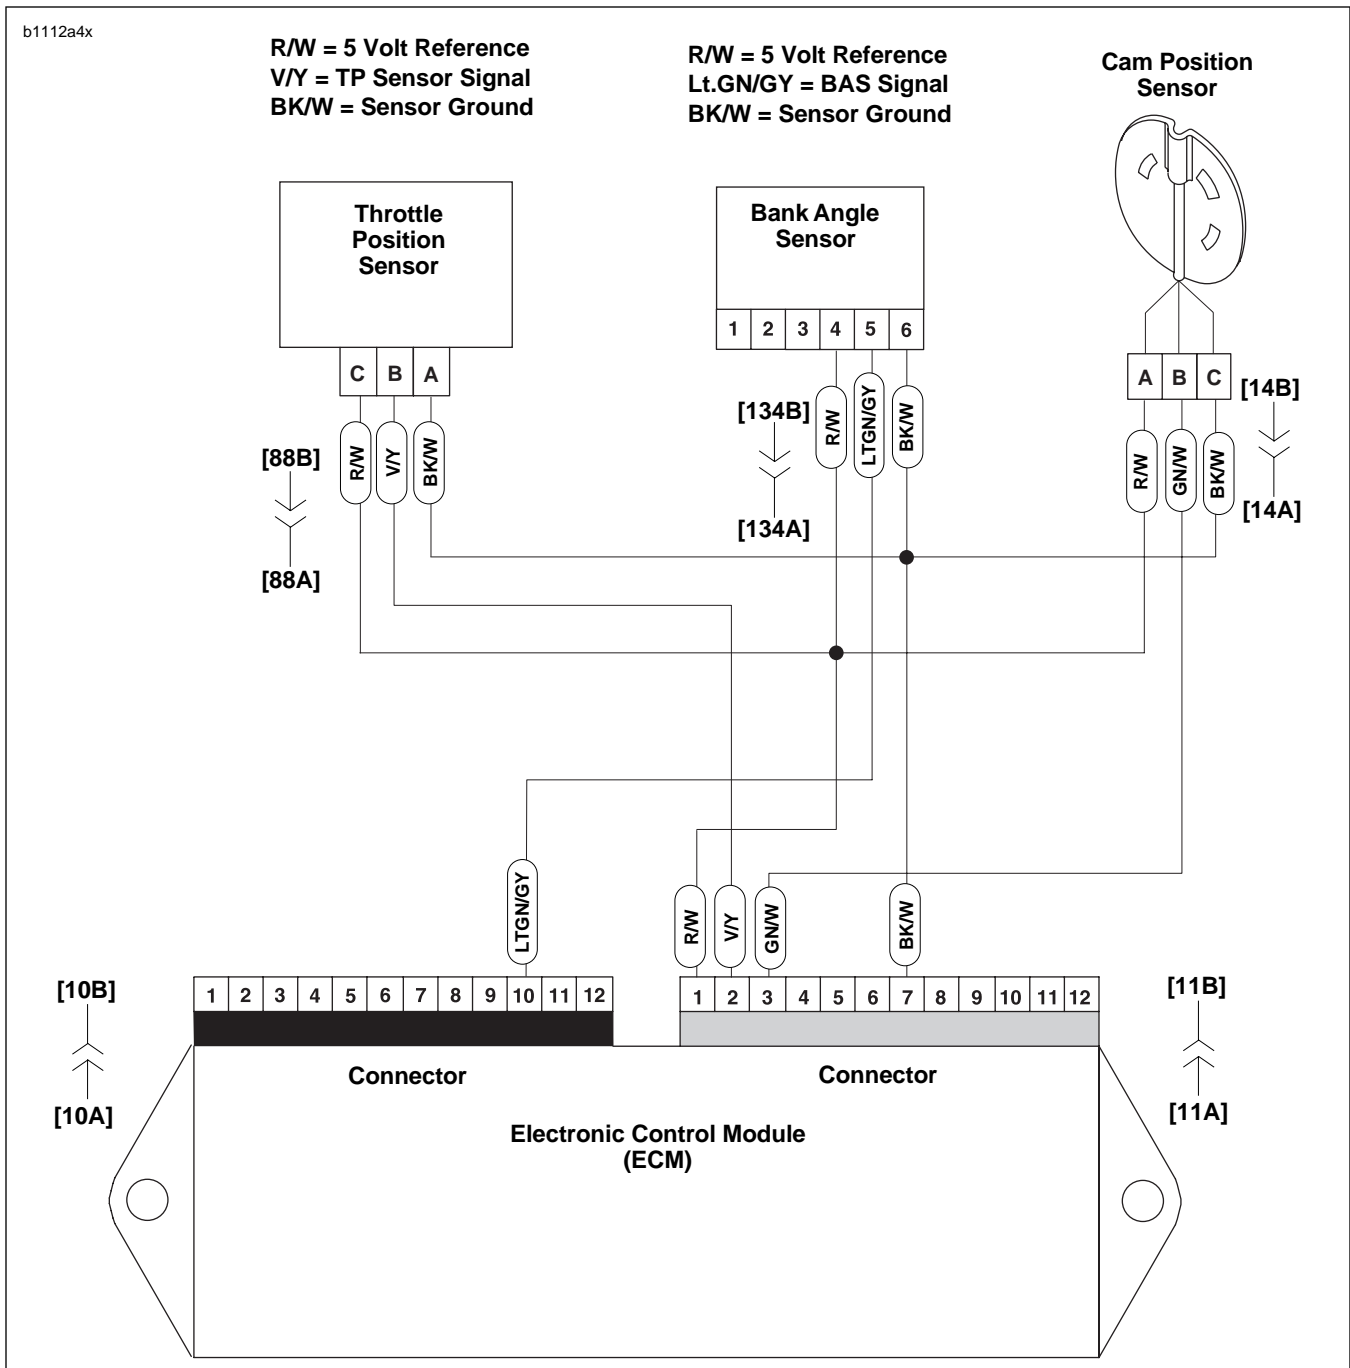 b1112a4x
R/W = 5 Volt Reference
V/Y = TP Sensor Signal
BK/W = Sensor Ground
R/W = 5 Volt Reference
Lt.GN/GY = BAS Signal
BK/W = Sensor Ground
Cam Position
Sensor
Throttle
Position
Sensor
C B A
R/W V/Y BK/W
[88B]
[88A]
Bank Angle
Sensor
1 2 3 4 5 6
R/W LTGN/GY BK/W
[134B]
[134A]
A B C
R/W GN/W BK/W
[14B]
[14A]
LTGN/GY
R/W V/Y GN/W BK/W
[10B]
[10A]
1 2 3 4 5 6 7 8 9 10 11 12
1 2 3 4 5 6 7 8 9 10 11 12
[11B]
[11A]
Connector
Connector
Electronic Control Module
(ECM)